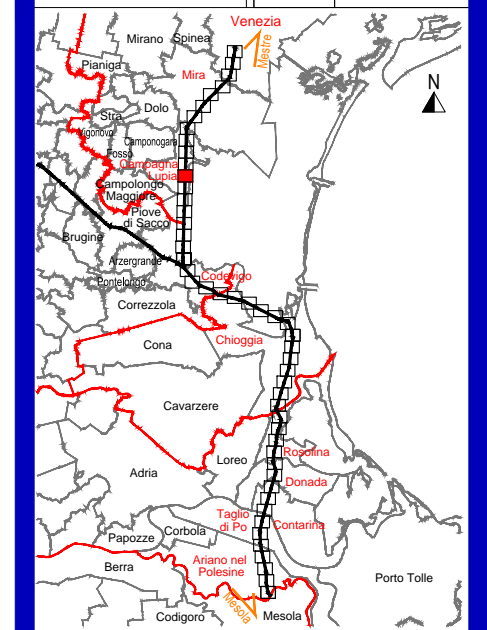 Venezia
Mirano
Spinea
Mestre
Pianiga
Mira
N
Dolo
Stra
Vigonovo
Camponogara
Fosso
Campagna
Lupia
Campolongo
Maggiore
Piove
di Sacco
Brugine
Arzergrande
Codevigo
Pontelongo
Correzzola
Chioggia
Cona
Cavarzere
Loreo
Rosolina
Adria
Donada
Taglio
di Po
Contarina
Corbola
Papozze
Ariano nel
Polesine
Berra
Porto Tolle
Mesola
Mesola
Codigoro